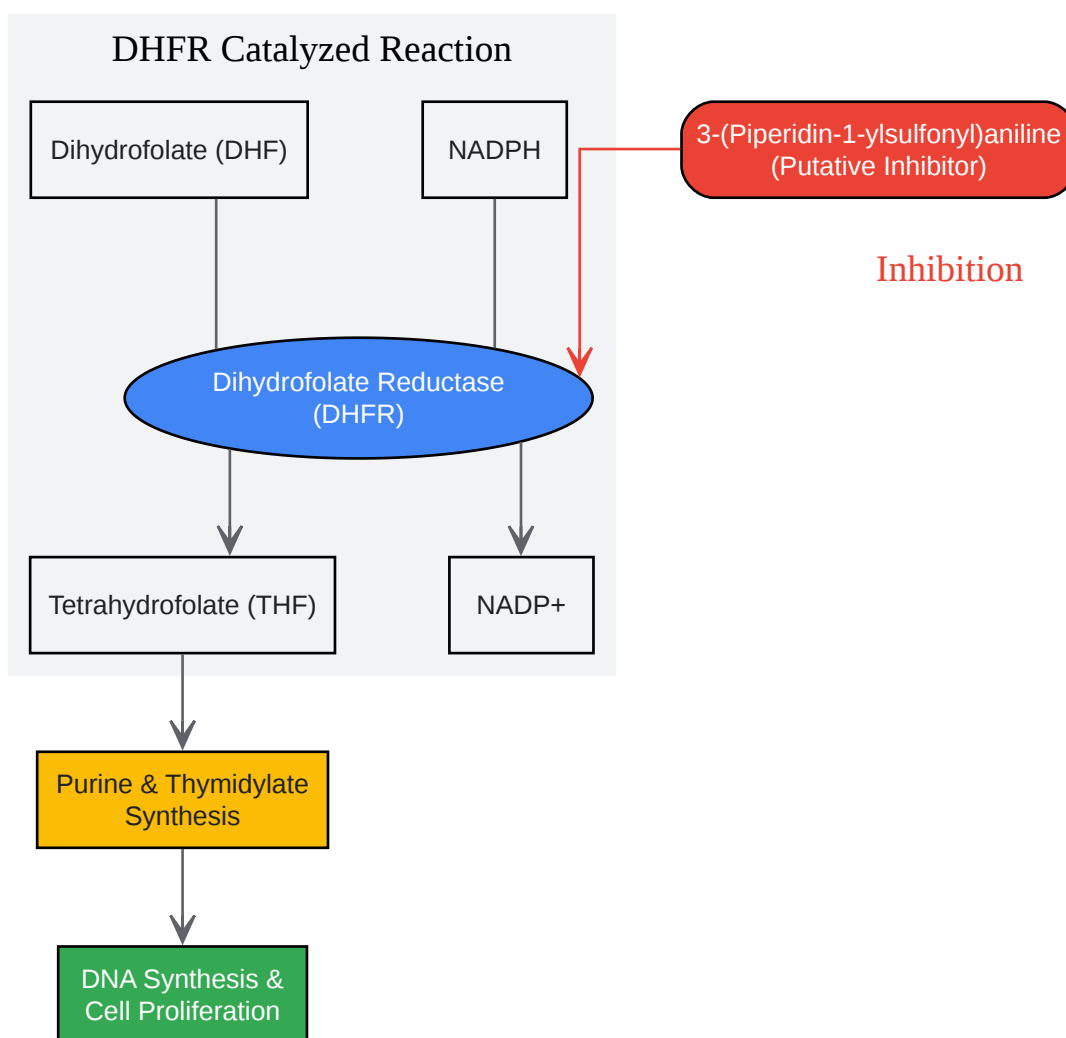 DHFR Catalyzed Reaction
Dihydrofolate (DHF)
NADPH
3-(Piperidin-1-ylsulfonyl)aniline
(Putative Inhibitor)
Inhibition
Dihydrofolate Reductase
(DHFR)
Tetrahydrofolate (THF)
NADP+
Purine & Thymidylate
Synthesis
DNA Synthesis &
Cell Proliferation